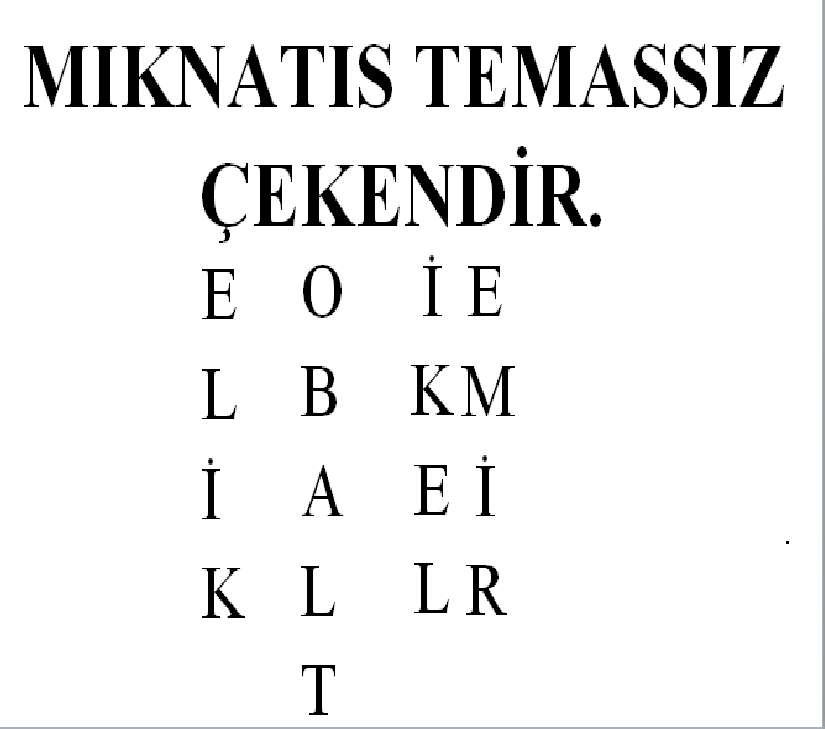 MIKNATIS TEMASSIZ
ÇEKENDİR.
E O İ E
L B K M
İ A E İ
K L L R
T